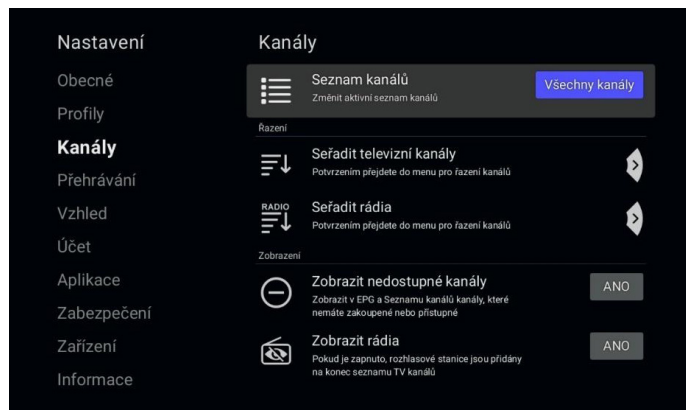 Nastavení
Obecné
Profily
Kanály
Přehrávání
Vzhled
Účet
Aplikace
Zabezpečení
Zařízení
Informace
Kanály
Seznam kanálů
Změnit aktivní seznam kanálů
Všechny kanály
Řazení
Seřadit televizní kanály
Potvrzením přejdete do menu pro řazení kanálů
RADIO
Seřadit rádia
Potvrzením přejdete do menu pro řazení kanálů
Zobrazení
Zobrazit nedostupné kanály
Zobrazit v EPG a Seznamu kanálů kanály, které
nemáte zakoupené nebo přístupné
ANO
Zobrazit rádia
Pokud je zapnuto, rozhlasové stanice jsou přidány
na konec seznamu TV kanálů
ANO